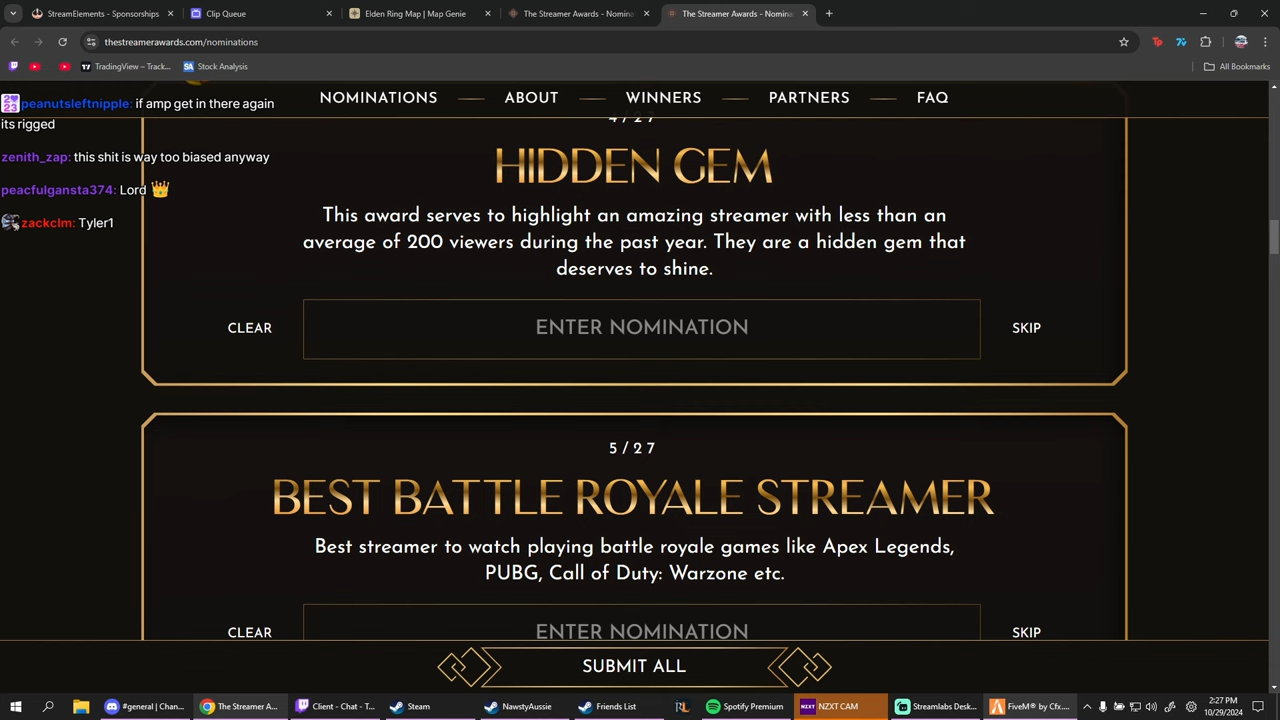 StreamElements - Sponsorships
Clip Queue
Elden Ring Map | Map Genie
The Streamer Awards - Nomina
The Streamer Awards - Nomina
thestreamerawards.com/nominations
TradingView – Track...
SA Stock Analysis
All Bookmarks
NOMINATIONS
ABOUT
WINNERS
PARTNERS
FAQ
peanutsleftnipple: if amp get in there again
its rigged
zenith_zap: this shit is way too biased anyway
peacfulgansta374: Lord 👑
zackclm: Tyler1
4 / 27
HIDDEN GEM
This award serves to highlight an amazing streamer with less than an
average of 200 viewers during the past year. They are a hidden gem that
deserves to shine.
CLEAR
ENTER NOMINATION
SKIP
5 / 27
BEST BATTLE ROYALE STREAMER
Best streamer to watch playing battle royale games like Apex Legends,
PUBG, Call of Duty: Warzone etc.
CLEAR
ENTER NOMINATION
SKIP
SUBMIT ALL
#general | Chan...
The Streamer A...
Client - Chat - T...
Steam
NawstyAussie
Friends List
Spotify Premium
NZXT CAM
Streamlabs Desk...
FiveM® by Cfx...
2:27 PM
10/29/2024